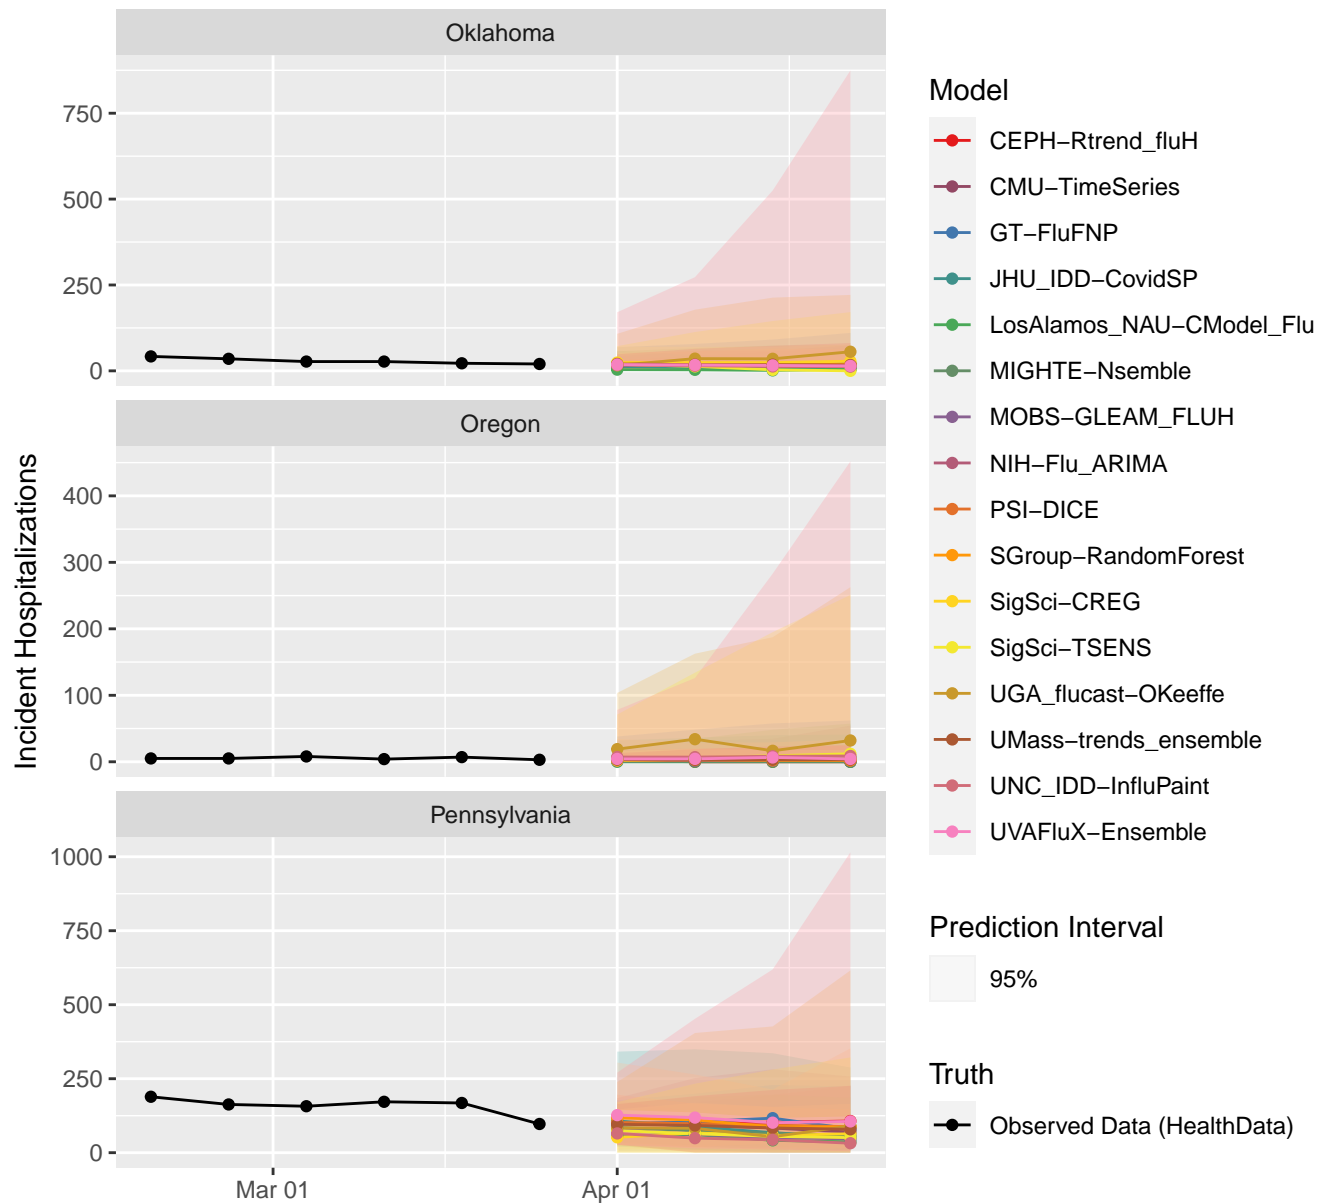 Oklahoma
750
500
250
0
Oregon
400
300
200
100
0
Pennsylvania
1000
750
500
250
0
Mar 01
Apr 01
Incident Hospitalizations
Model
CEPH−Rtrend_fluH
CMU−TimeSeries
GT−FluFNP
JHU_IDD−CovidSP
LosAlamos_NAU−CModel_Flu
MIGHTE−Nsemble
MOBS−GLEAM_FLUH
NIH−Flu_ARIMA
PSI−DICE
SGroup−RandomForest
SigSci−CREG
SigSci−TSENS
UGA_flucast−OKeeffe
UMass−trends_ensemble
UNC_IDD−InfluPaint
UVAFluX−Ensemble
Prediction Interval
95%
Truth
Observed Data (HealthData)